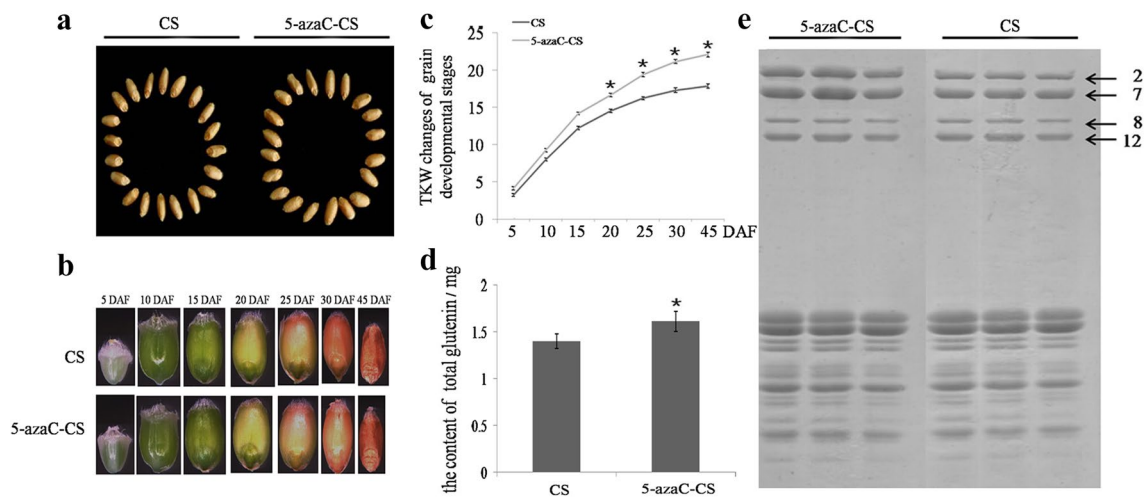 a
CS 5-azaC-CS
b
5 DAF 10 DAF 15 DAF 20 DAF 25 DAF 30 DAF 45 DAF
CS
5-azaC-CS
c
CS
5-azaC-CS
TKW changes of grain
developmental stages
25
20
15
10
5
0
* * * *
5 10 15 20 25 30 45 DAF
d
the content of total glutenin / mg
2
1.5
1
0.5
0
*
CS 5-azaC-CS
e
5-azaC-CS CS
2
7
8
12